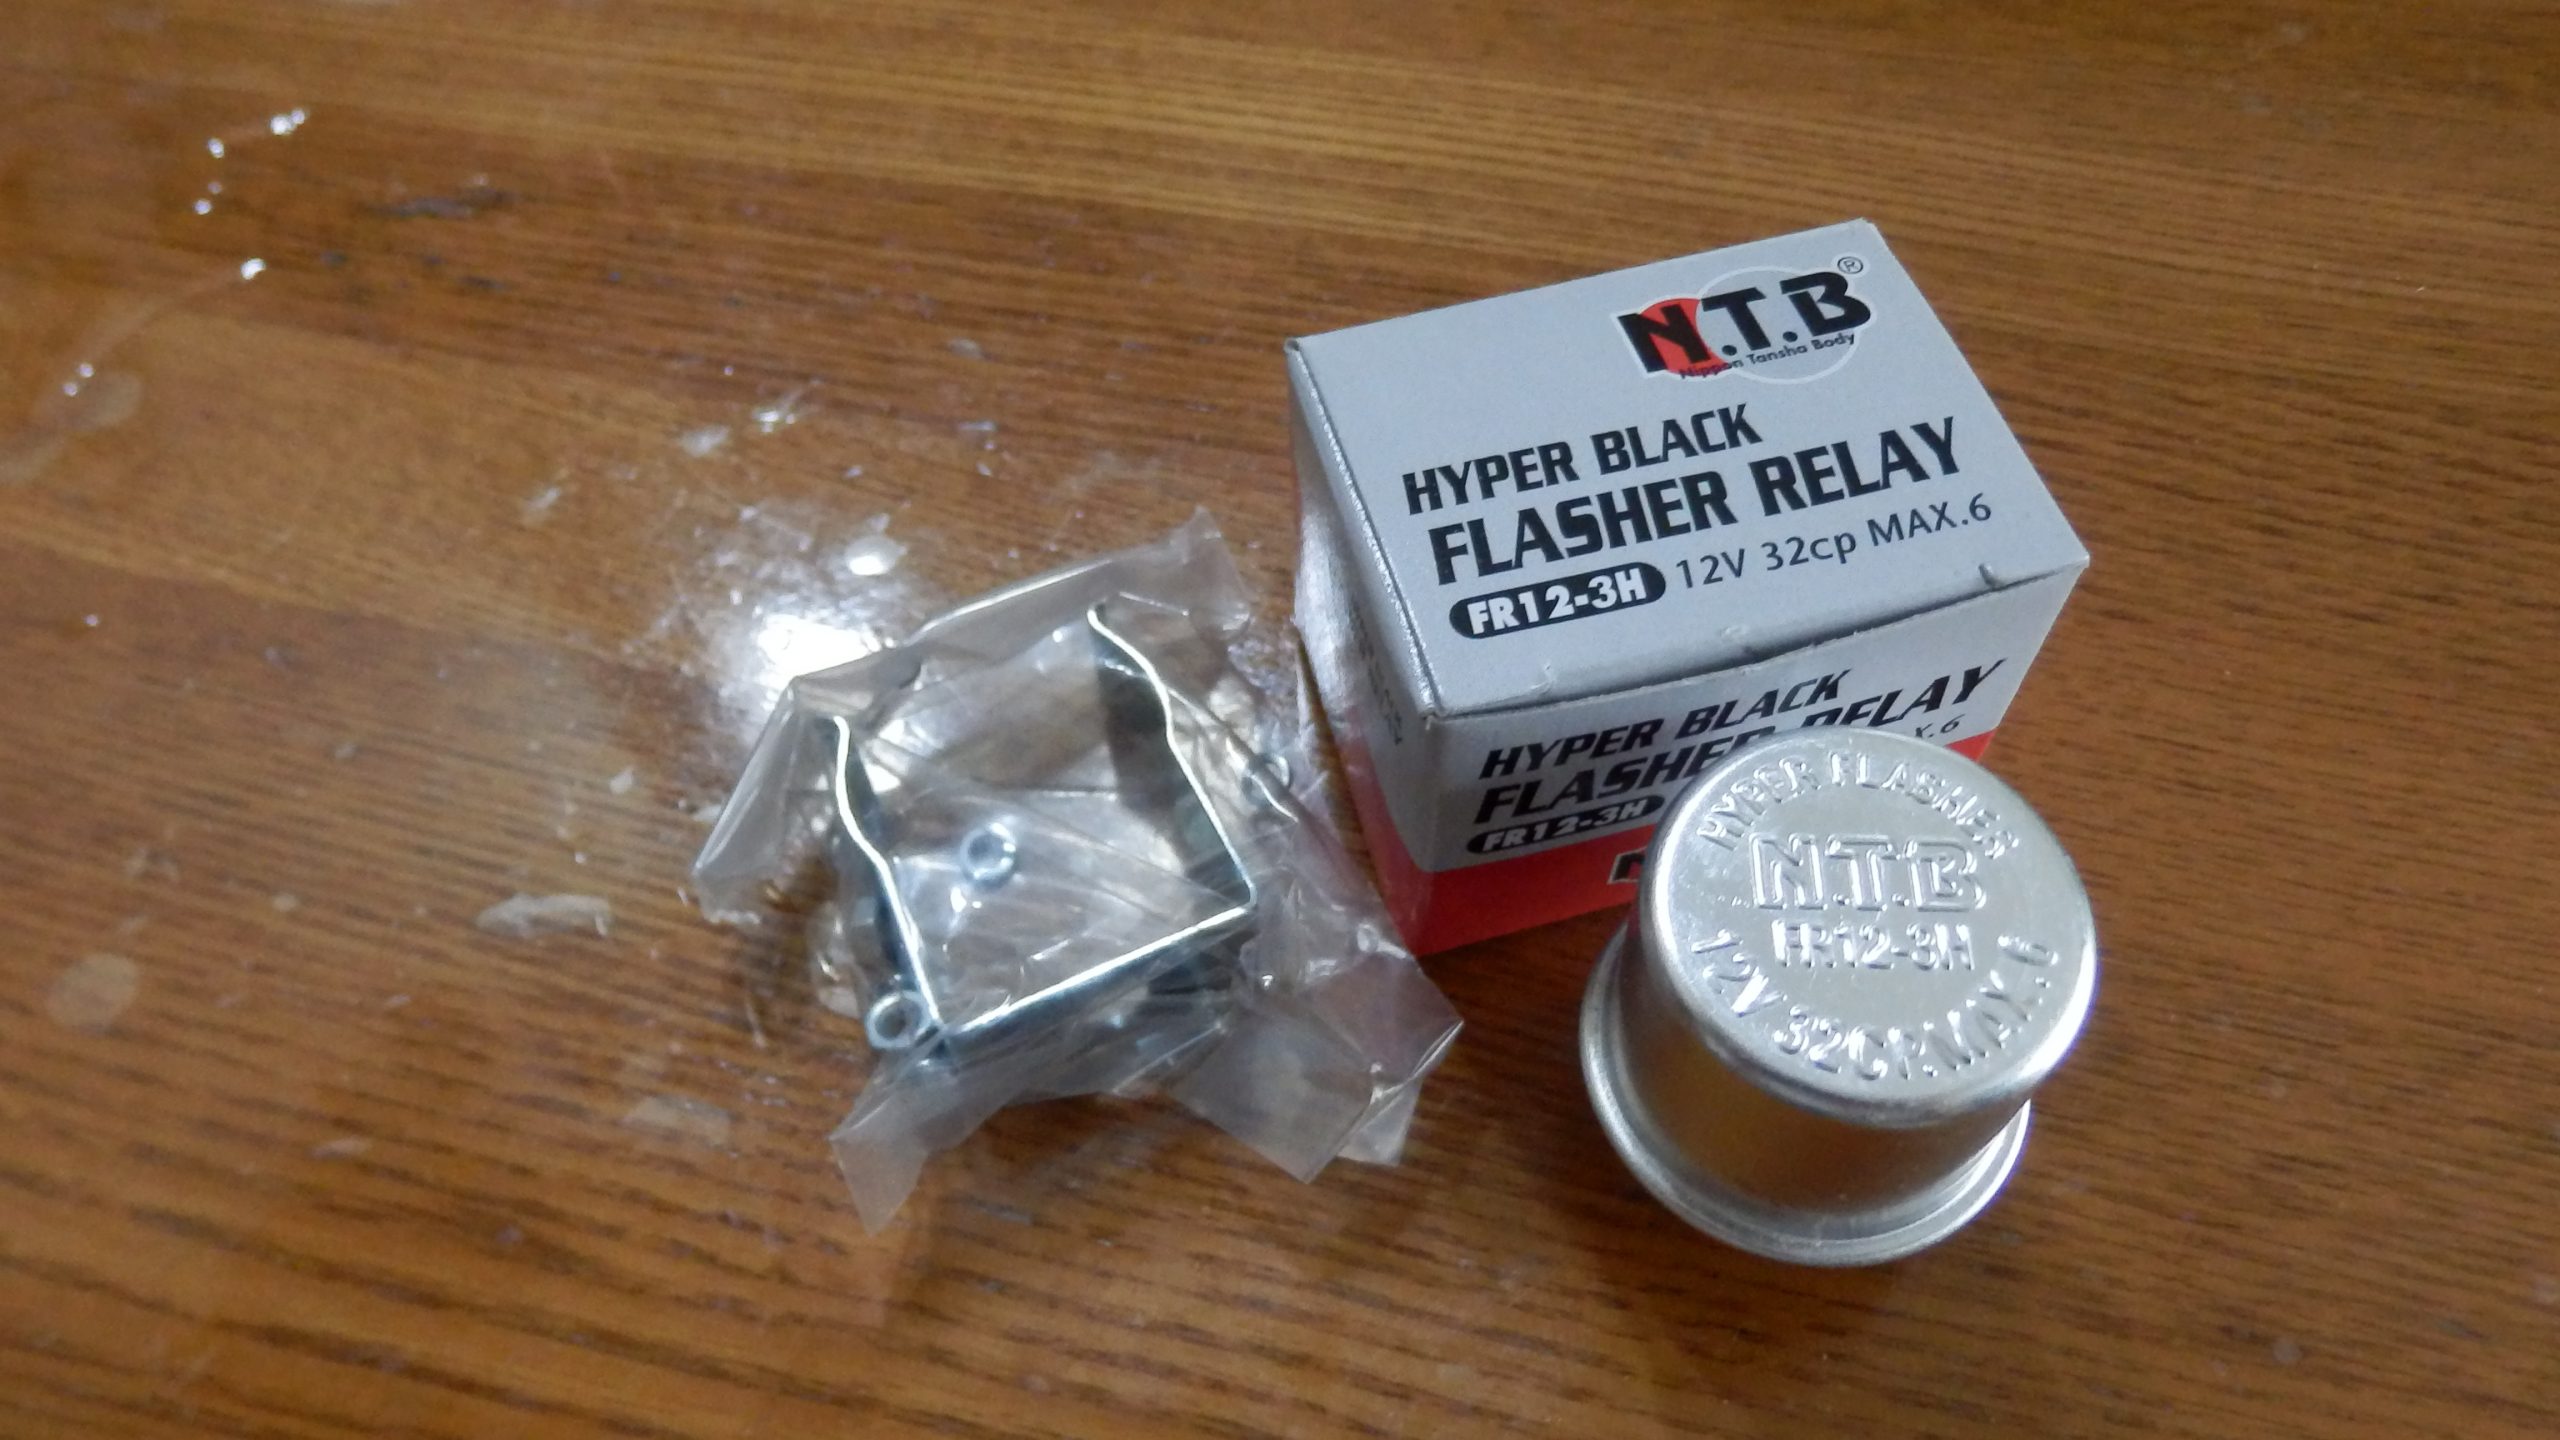 N.T.B®
Nippon Tansha Body
HYPER BLACK
FLASHER RELAY
FR12-3H 12V 32cp MAX.6
HYPER BLACK
FLASHER RELAY
FR12-3H
HYPER FLASHER
N.T.B
FR12-3H
12V.32CP.MAX.6